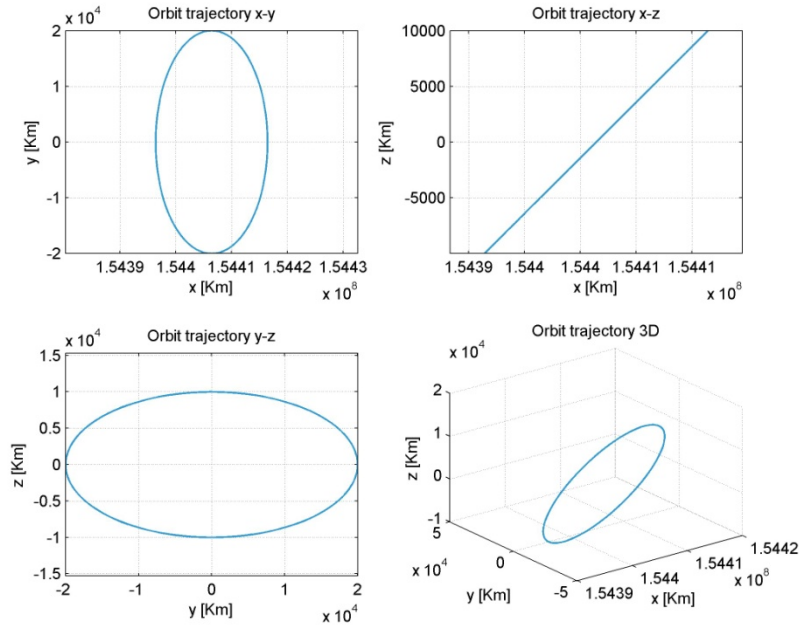 Orbit trajectory x-y
x 10^4
2
1
0
-1
-2
y [Km]
1.5439 1.544 1.5441 1.5442 1.5443
x [Km]
x 10^8
Orbit trajectory x-z
10000
5000
0
-5000
z [Km]
1.5439 1.544 1.544 1.5441 1.5441
x [Km]
x 10^8
Orbit trajectory y-z
x 10^4
1.5
1
0.5
0
-0.5
-1
-1.5
z [Km]
-2 -1 0 1 2
y [Km]
x 10^4
Orbit trajectory 3D
x 10^4
2
1
0
-1
z [Km]
5
0
-5
x 10^4
y [Km]
1.5439
1.544
1.5441
1.5442
x 10^8
x [Km]